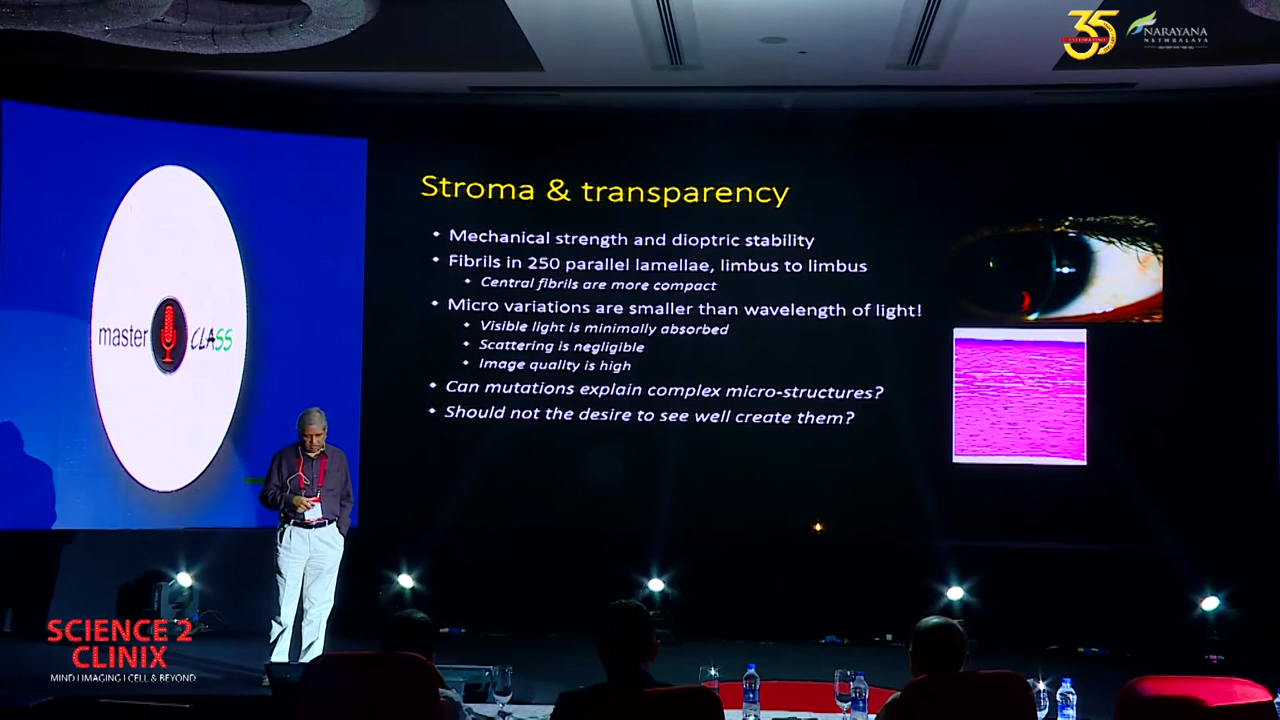 35
NARAYANA
NETHRALAYA
Stroma & transparency
• Mechanical strength and dioptric stability
• Fibrils in 250 parallel lamellae, limbus to limbus
• Central fibrils are more compact
• Micro variations are smaller than wavelength of light!
• Visible light is minimally absorbed
• Scattering is negligible
• Image quality is high
• Can mutations explain complex micro-structures?
• Should not the desire to see well create them?
master CLASS
SCIENCE 2
CLINIX
MIND I IMAGING I CELL & BEYOND